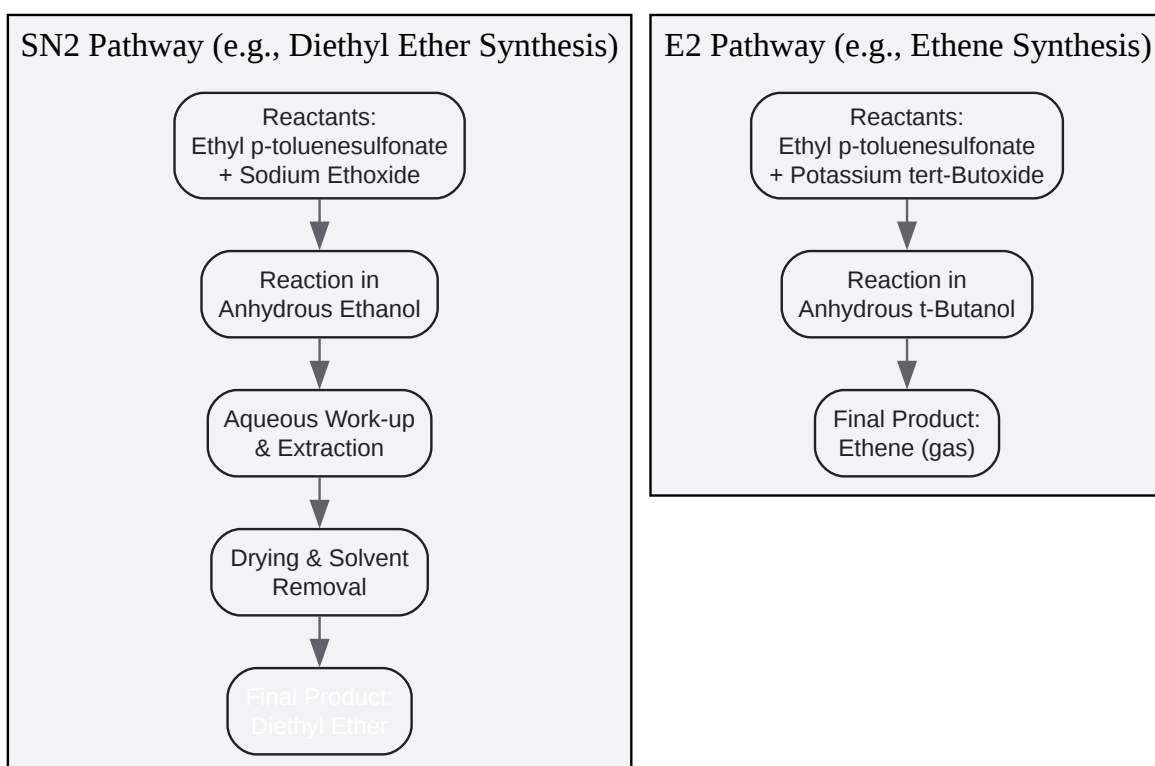 SN2 Pathway (e.g., Diethyl Ether Synthesis)
Reactants:
Ethyl p-toluenesulfonate
+ Sodium Ethoxide
Reaction in
Anhydrous Ethanol
Aqueous Work-up
& Extraction
Drying & Solvent
Removal
Final Product:
Diethyl Ether
E2 Pathway (e.g., Ethene Synthesis)
Reactants:
Ethyl p-toluenesulfonate
+ Potassium tert-Butoxide
Reaction in
Anhydrous t-Butanol
Final Product:
Ethene (gas)